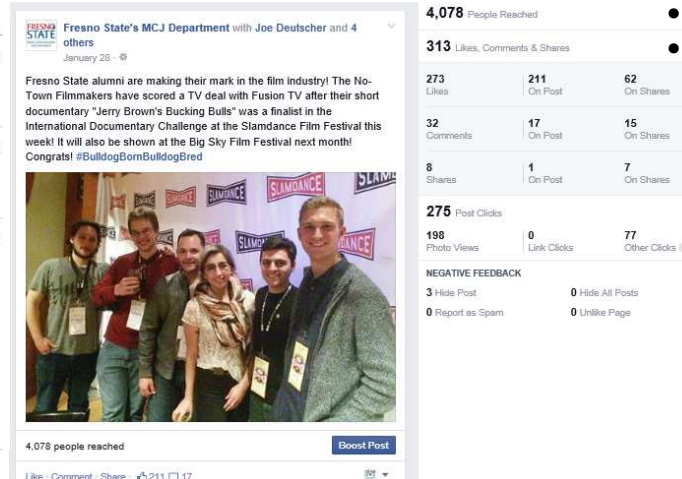 FRESNO
STATE
Fresno State's MCJ Department with Joe Deutscher and 4
others
January 28
Fresno State alumni are making their mark in the film industry! The No-
Town Filmmakers have scored a TV deal with Fusion TV after their short
documentary "Jerry Brown's Bucking Bulls" was a finalist in the
International Documentary Challenge at the Slamdance Film Festival this
week! It will also be shown at the Big Sky Film Festival next month!
Congrats! #BulldogBornBulldogBred
SLAMDANCE
SLAM
SLAMDANCE
DANCE
4,078 people reached
Boost Post
Like · Comment · Share · 211 17
4,078 People Reached
313 Likes, Comments & Shares
273 211 62
Likes On Post On Shares
32 17 15
Comments On Post On Shares
8 1 7
Shares On Post On Shares
275 Post Clicks
198 0 77
Photo Views Link Clicks Other Clicks
NEGATIVE FEEDBACK
3 Hide Post 0 Hide All Posts
0 Report as Spam 0 Unlike Page